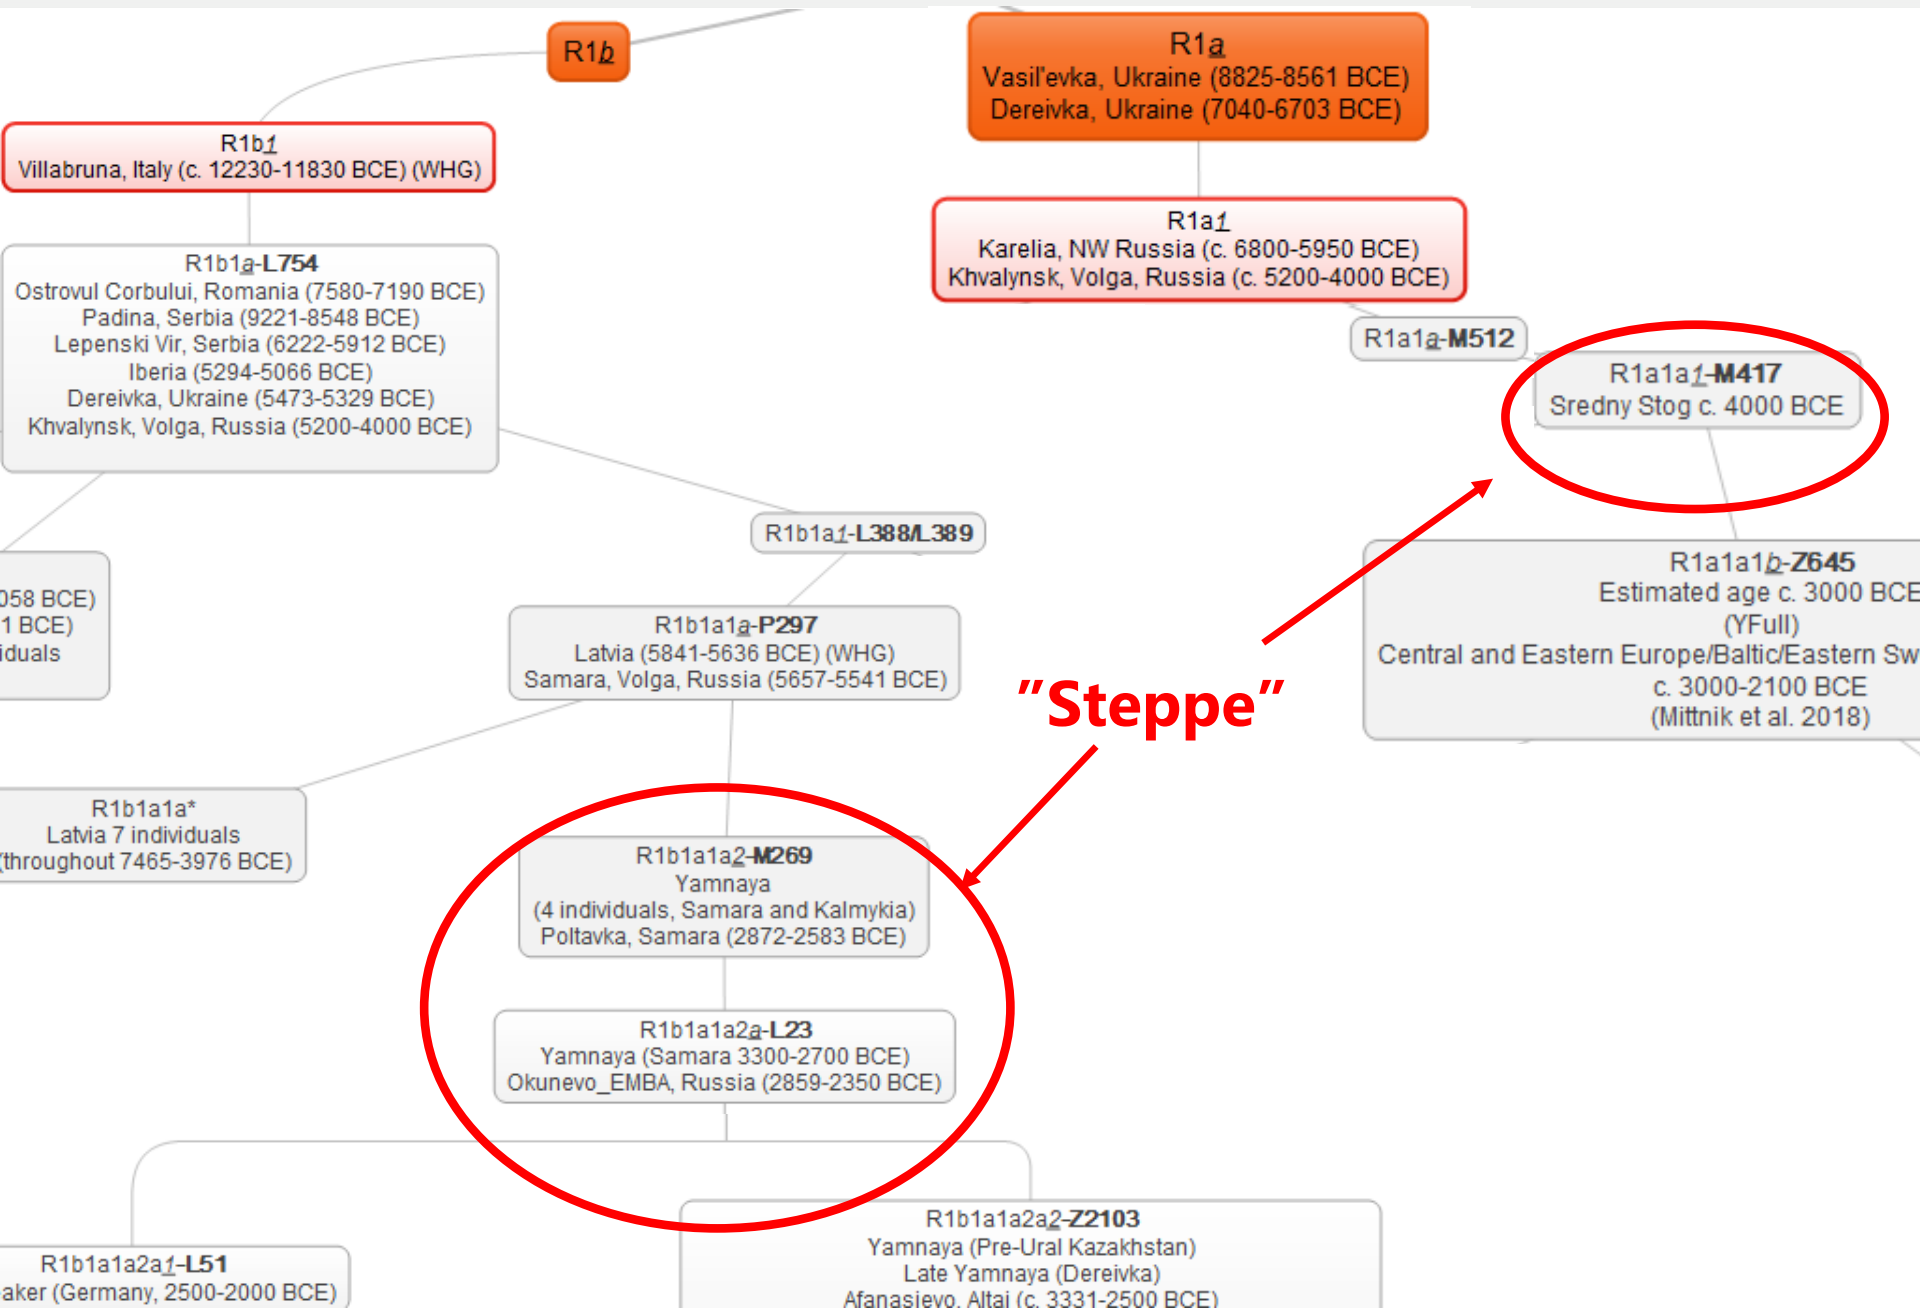 R1b
R1a
Vasil'evka, Ukraine (8825-8561 BCE)
Dereivka, Ukraine (7040-6703 BCE)
R1b1
Villabruna, Italy (c. 12230-11830 BCE) (WHG)
R1a1
Karelia, NW Russia (c. 6800-5950 BCE)
Khvalynsk, Volga, Russia (c. 5200-4000 BCE)
R1b1a-L754
Ostrovul Corbului, Romania (7580-7190 BCE)
Padina, Serbia (9221-8548 BCE)
Lepenski Vir, Serbia (6222-5912 BCE)
Iberia (5294-5066 BCE)
Dereivka, Ukraine (5473-5329 BCE)
Khvalynsk, Volga, Russia (5200-4000 BCE)
R1a1a-M512
R1a1a1-M417
Sredny Stog c. 4000 BCE
R1b1a1-L388/L389
R1a1a1b-Z645
Estimated age c. 3000 BCE
(YFull)
Central and Eastern Europe/Baltic/Eastern Sw
c. 3000-2100 BCE
(Mittnik et al. 2018)
058 BCE)
1 BCE)
iduals
R1b1a1a-P297
Latvia (5841-5636 BCE) (WHG)
Samara, Volga, Russia (5657-5541 BCE)
"Steppe"
R1b1a1a*
Latvia 7 individuals
(throughout 7465-3976 BCE)
R1b1a1a2-M269
Yamnaya
(4 individuals, Samara and Kalmykia)
Poltavka, Samara (2872-2583 BCE)
R1b1a1a2a-L23
Yamnaya (Samara 3300-2700 BCE)
Okunevo_EMBA, Russia (2859-2350 BCE)
R1b1a1a2a1-L51
aker (Germany, 2500-2000 BCE)
R1b1a1a2a2-Z2103
Yamnaya (Pre-Ural Kazakhstan)
Late Yamnaya (Dereivka)
Afanasievo, Altai (c. 3331-2500 BCE)